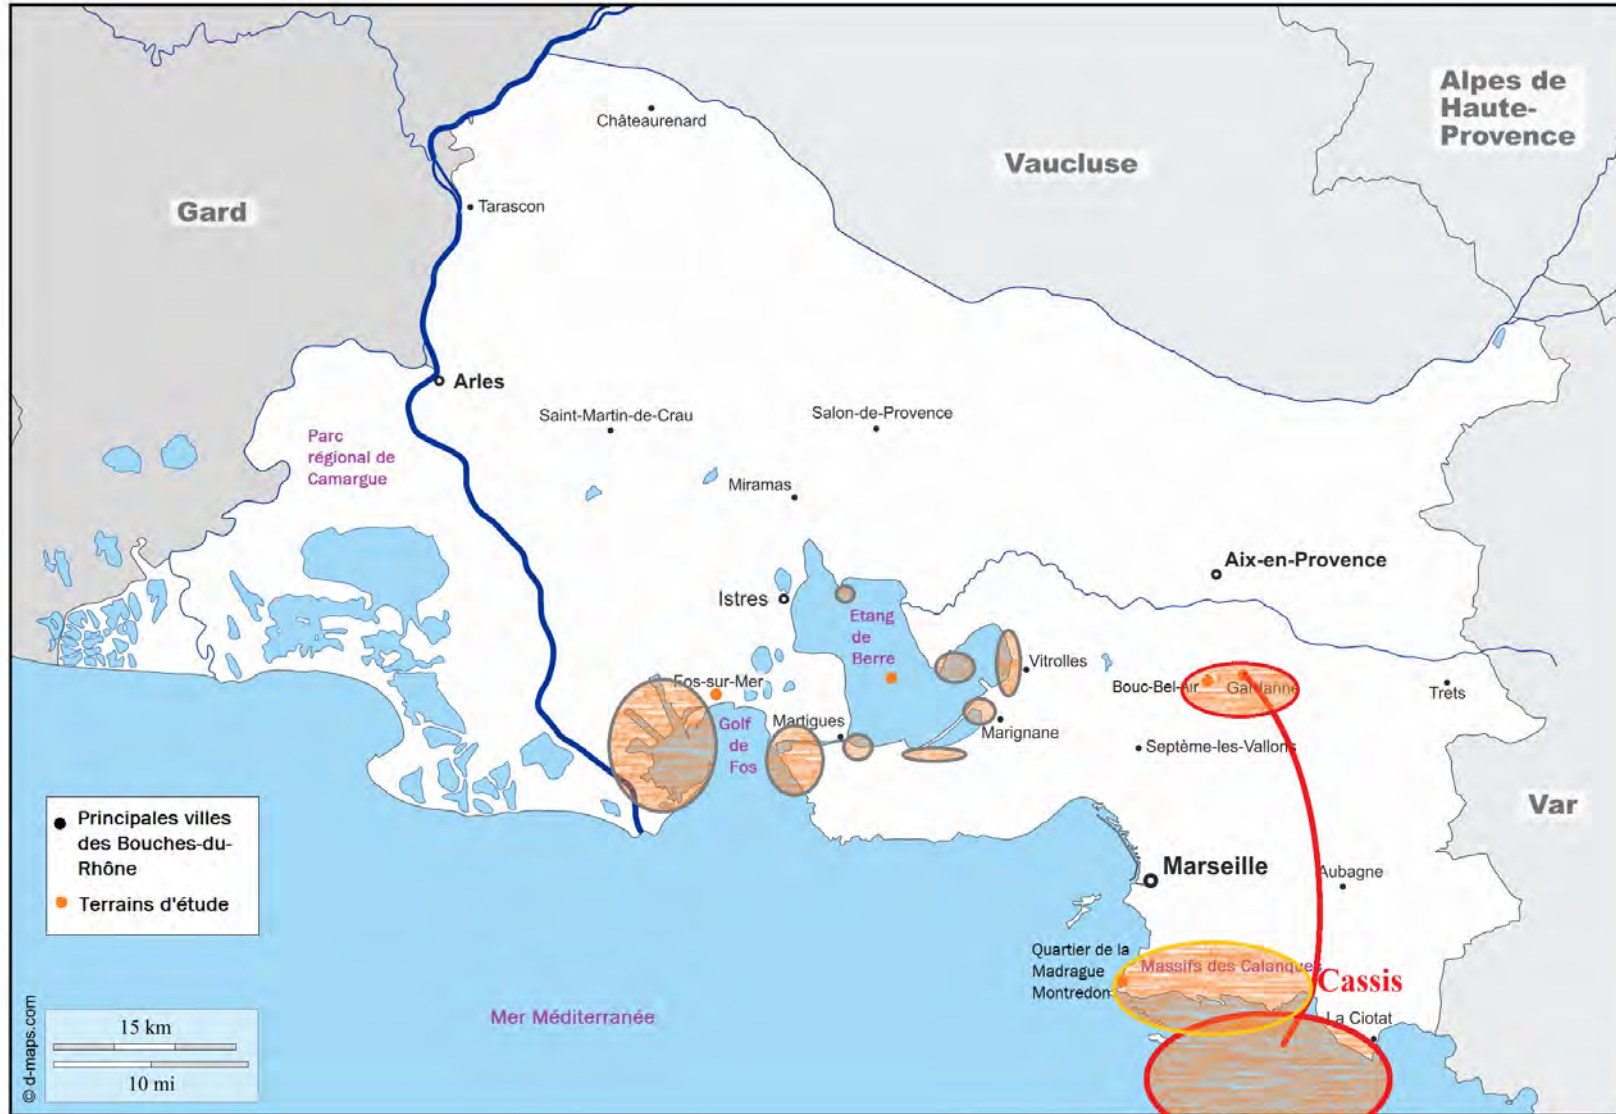 Alpes de
Haute-
Provence
Châteaurenard
Vaucluse
Gard
Tarascon
Arles
Saint-Martin-de-Crau
Salon-de-Provence
Parc
régional de
Camargue
Miramas
Aix-en-Provence
Istres
Etang
de
Berre
Vitrolles
Fos-sur-Mer
Bouc-Bel-Air
Gardanne
Trets
Golf
de
Fos
Martigues
Marignane
Septème-les-Vallons
Var
Principales villes
des Bouches-du-
Rhône
Terrains d'étude
Marseille
Aubagne
Quartier de la
Madrague
Montredon
Massifs des Calanques
Cassis
La Ciotat
Mer Méditerranée
15 km
10 mi
© d-maps.com